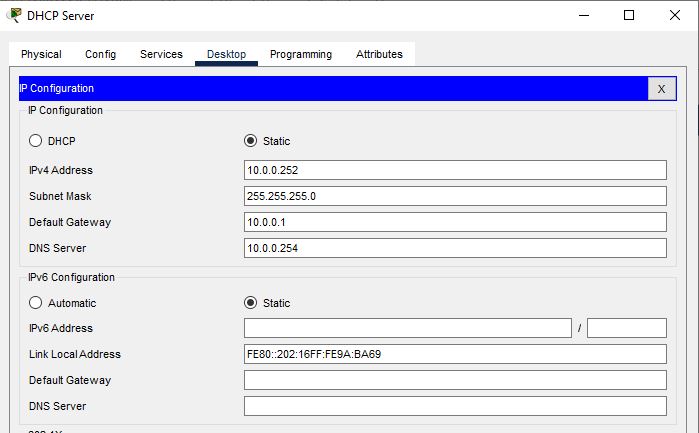 DHCP Server
Physical Config Services Desktop Programming Attributes
IP Configuration X
IP Configuration
DHCP Static
IPv4 Address 10.0.0.252
Subnet Mask 255.255.255.0
Default Gateway 10.0.0.1
DNS Server 10.0.0.254
IPv6 Configuration
Automatic Static
IPv6 Address /
Link Local Address FE80::202:16FF:FE9A:BA69
Default Gateway
DNS Server